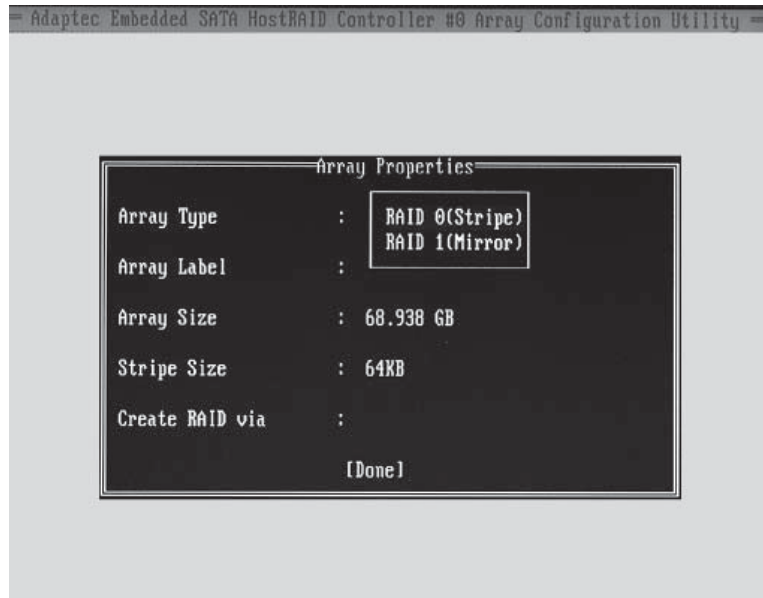 Adaptec Embedded SATA HostRAID Controller #0 Array Configuration Utility
Array Properties
Array Type : RAID 0(Stripe)
RAID 1(Mirror)
Array Label :
Array Size : 68.938 GB
Stripe Size : 64KB
Create RAID via :
[Done]